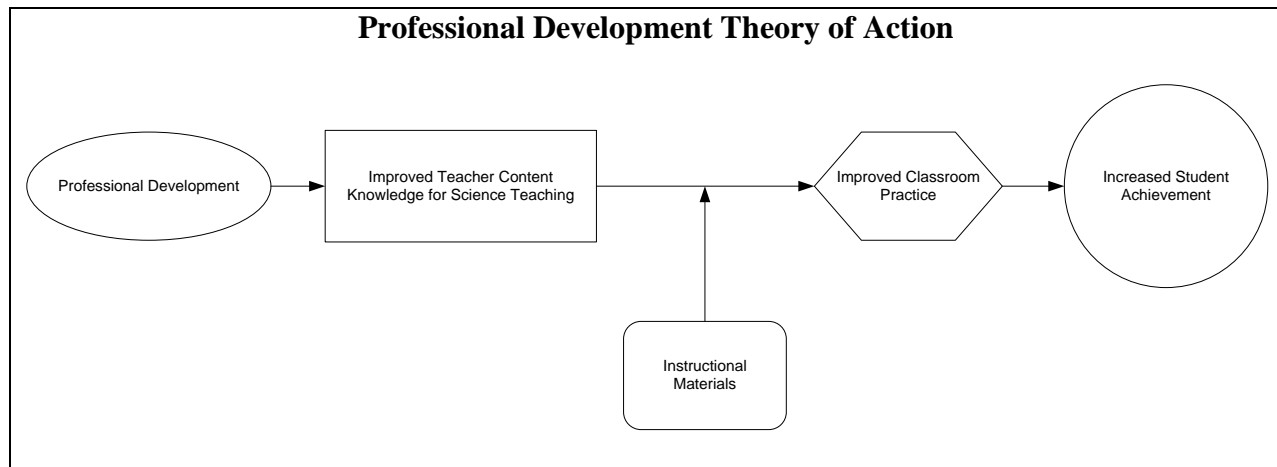 Professional Development Theory of Action
Professional Development
Improved Teacher Content
Knowledge for Science Teaching
Improved Classroom
Practice
Increased Student
Achievement
Instructional
Materials